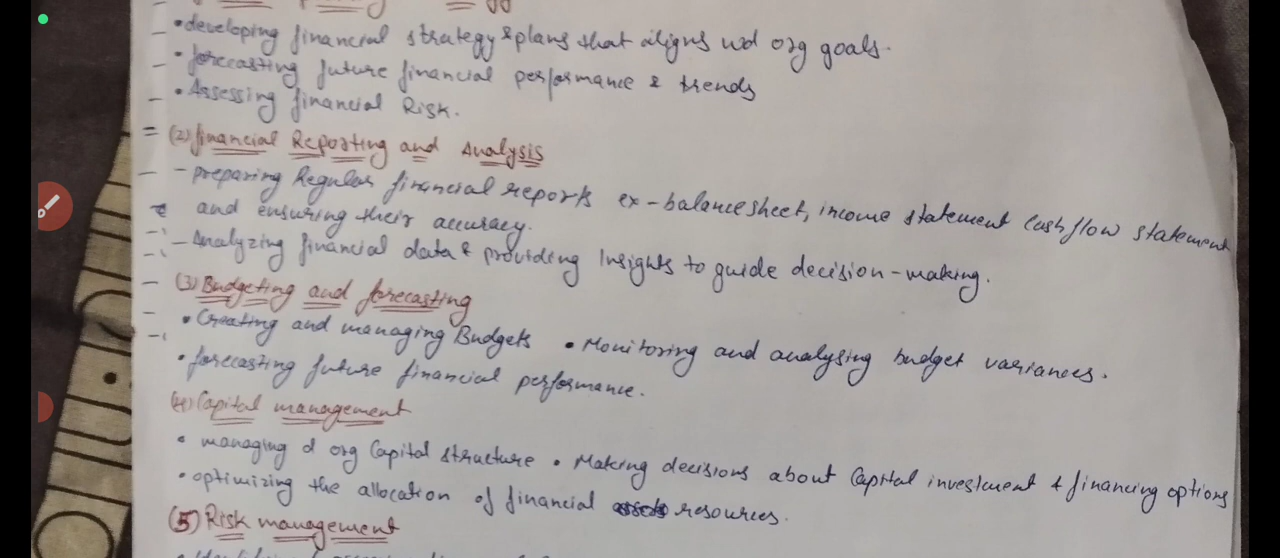 • developing financial strategy & plans that aligns wd org goals.
• forecasting future financial performance & trends
• Assessing financial Risk.
(2) financial Reporting and Analysis
- preparing Regular financial reports ex - balance sheet, income statement cashflow statement
and ensuring their accuracy.
- Analyzing financial data & providing Insights to guide decision-making.
(3) Budgeting and forecasting
• Creating and managing Budgets • Monitoring and analysing budget variances.
• forecasting future financial performance.
(4) Capital management
• managing d org Capital structure • Making decisions about Capital investment & financing options
• optimizing the allocation of financial resources.
(5) Risk management